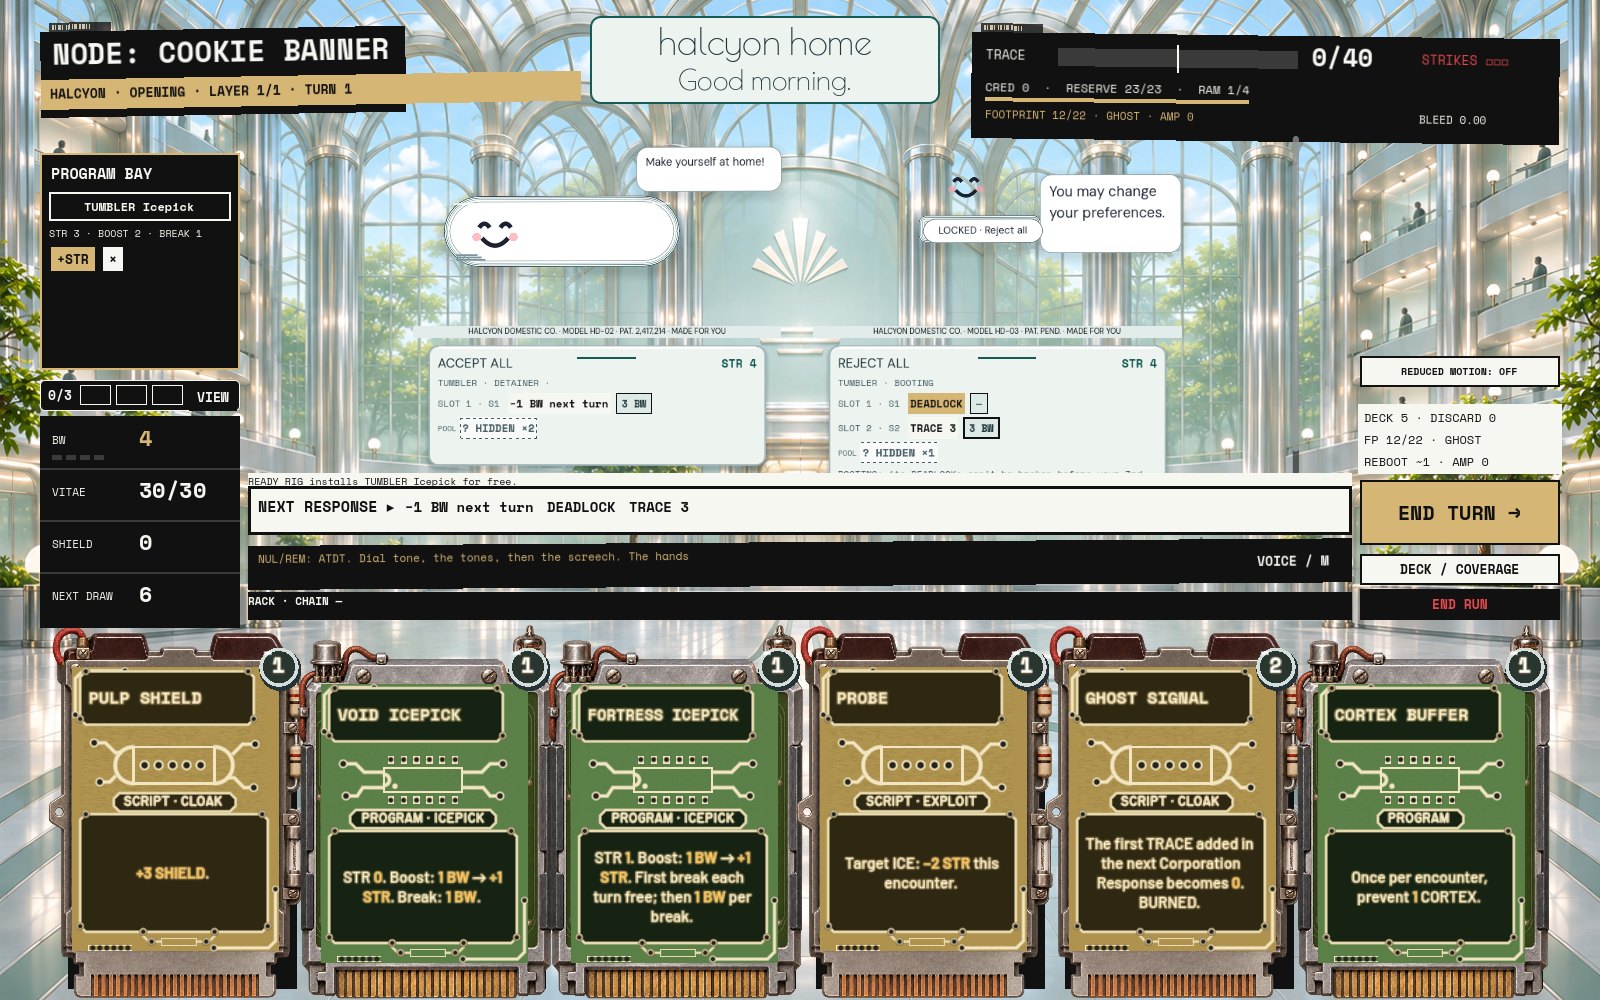 NODE: COOKIE BANNER
HALCYON · OPENING · LAYER 1/1 · TURN 1
halcyon home
Good morning.
TRACE 0/40 STRIKES □□□
CRED 0 · RESERVE 23/23 · RAM 1/4
FOOTPRINT 12/22 · GHOST · AMP 0
BLEED 0.00
PROGRAM BAY
TUMBLER Icepick
STR 3 · BOOST 2 · BREAK 1
+STR ×
0/3 VIEW
BW 4
VITAE 30/30
SHIELD 0
NEXT DRAW 6
Make yourself at home!
You may change
your preferences.
LOCKED · Reject all
HALCYON DOMESTIC CO. · MODEL HD-02 · PAT. 2,417,214 · MADE FOR YOU
ACCEPT ALL STR 4
TUMBLER · DETAINER ·
SLOT 1 · S1 −1 BW next turn 3 BW
POOL ? HIDDEN ×2
HALCYON DOMESTIC CO. · MODEL HD-03 · PAT. PEND. · MADE FOR YOU
REJECT ALL STR 4
TUMBLER · BOOTING
SLOT 1 · S1 DEADLOCK —
SLOT 2 · S2 TRACE 3 3 BW
POOL ? HIDDEN ×1
READY RIG installs TUMBLER Icepick for free.
NEXT RESPONSE ▶ −1 BW next turn DEADLOCK TRACE 3
NUL/REM: ATDT. Dial tone, the tones, then the screech. The hands
VOICE / M
RACK · CHAIN —
REDUCED MOTION: OFF
DECK 5 · DISCARD 0
FP 12/22 · GHOST
REBOOT ~1 · AMP 0
END TURN →
DECK / COVERAGE
END RUN
1
PULP SHIELD
SCRIPT · CLOAK
+3 SHIELD.
1
VOID ICEPICK
PROGRAM · ICEPICK
STR 0. Boost: 1 BW → +1
STR. Break: 1 BW.
1
FORTRESS ICEPICK
PROGRAM · ICEPICK
STR 1. Boost: 1 BW → +1
STR. First break each
turn free; then 1 BW per
break.
1
PROBE
SCRIPT · EXPLOIT
Target ICE: −2 STR this
encounter.
2
GHOST SIGNAL
SCRIPT · CLOAK
The first TRACE added in
the next Corporation
Response becomes 0.
BURNED.
1
CORTEX BUFFER
PROGRAM
Once per encounter,
prevent 1 CORTEX.